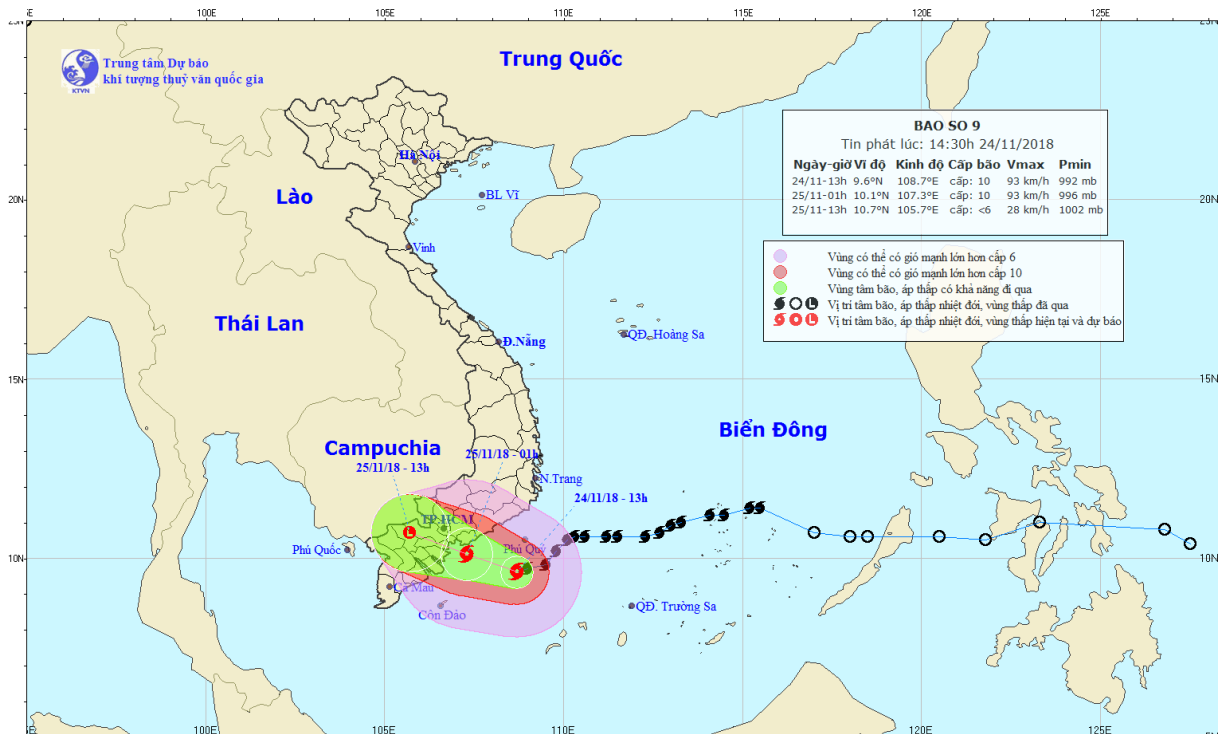 25N
105E
110E
115E
120E
125E
Trung tâm Dự báo
khí tượng thuỷ văn quốc gia
KTVN
Trung Quốc
BAO SO 9
Tin phát lúc: 14:30h 24/11/2018
Ngày-giờ Vĩ độ Kinh độ Cấp bão Vmax Pmin
24/11-13h 9.6°N 108.7°E cấp: 10 93 km/h 992 mb
25/11-01h 10.1°N 107.3°E cấp: 10 93 km/h 996 mb
25/11-13h 10.7°N 105.7°E cấp: <6 28 km/h 1002 mb
Hà Nội
Lào
BL Vĩ
20N
20N
Vinh
Vùng có thể có gió mạnh lớn hơn cấp 6
Vùng có thể có gió mạnh lớn hơn cấp 10
Vùng tâm bão, áp thấp có khả năng đi qua
L Vị trí tâm bão, áp thấp nhiệt đới, vùng thấp đã qua
L Vị trí tâm bão, áp thấp nhiệt đới, vùng thấp hiện tại và dự báo
Thái Lan
Đ.Nẵng
QĐ. Hoàng Sa
15N
15N
Biển Đông
Campuchia
25/11/18 - 01h
25/11/18 - 13h
N.Trang
24/11/18 - 13h
TP.HCM
L
Phú Quốc
Phú Quý
10N
10N
Cà Mau
Côn Đảo
QĐ. Trường Sa
100E
105E
110E
115E
120E
125E